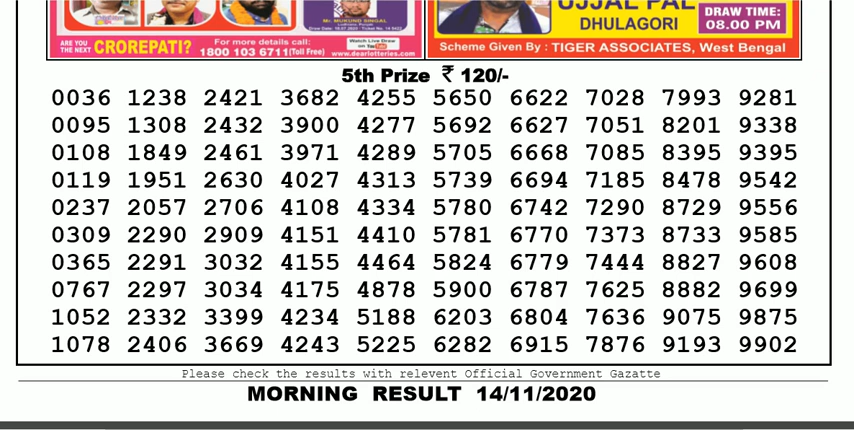 Mr. MUKUND SINGAL
ARE YOU THE NEXT CROREPATI?
For more details call:
1800 103 6711(Toll Free)
Watch Live Draw
on YouTube
www.dearlotteries.com
UJJAL PAL
DHULAGORI
DRAW TIME:
08.00 PM
Scheme Given By : TIGER ASSOCIATES, West Bengal
5th Prize ₹ 120/-
0036 1238 2421 3682 4255 5650 6622 7028 7993 9281
0095 1308 2432 3900 4277 5692 6627 7051 8201 9338
0108 1849 2461 3971 4289 5705 6668 7085 8395 9395
0119 1951 2630 4027 4313 5739 6694 7185 8478 9542
0237 2057 2706 4108 4334 5780 6742 7290 8729 9556
0309 2290 2909 4151 4410 5781 6770 7373 8733 9585
0365 2291 3032 4155 4464 5824 6779 7444 8827 9608
0767 2297 3034 4175 4878 5900 6787 7625 8882 9699
1052 2332 3399 4234 5188 6203 6804 7636 9075 9875
1078 2406 3669 4243 5225 6282 6915 7876 9193 9902
Please check the results with relevent Official Government Gazatte
MORNING RESULT 14/11/2020